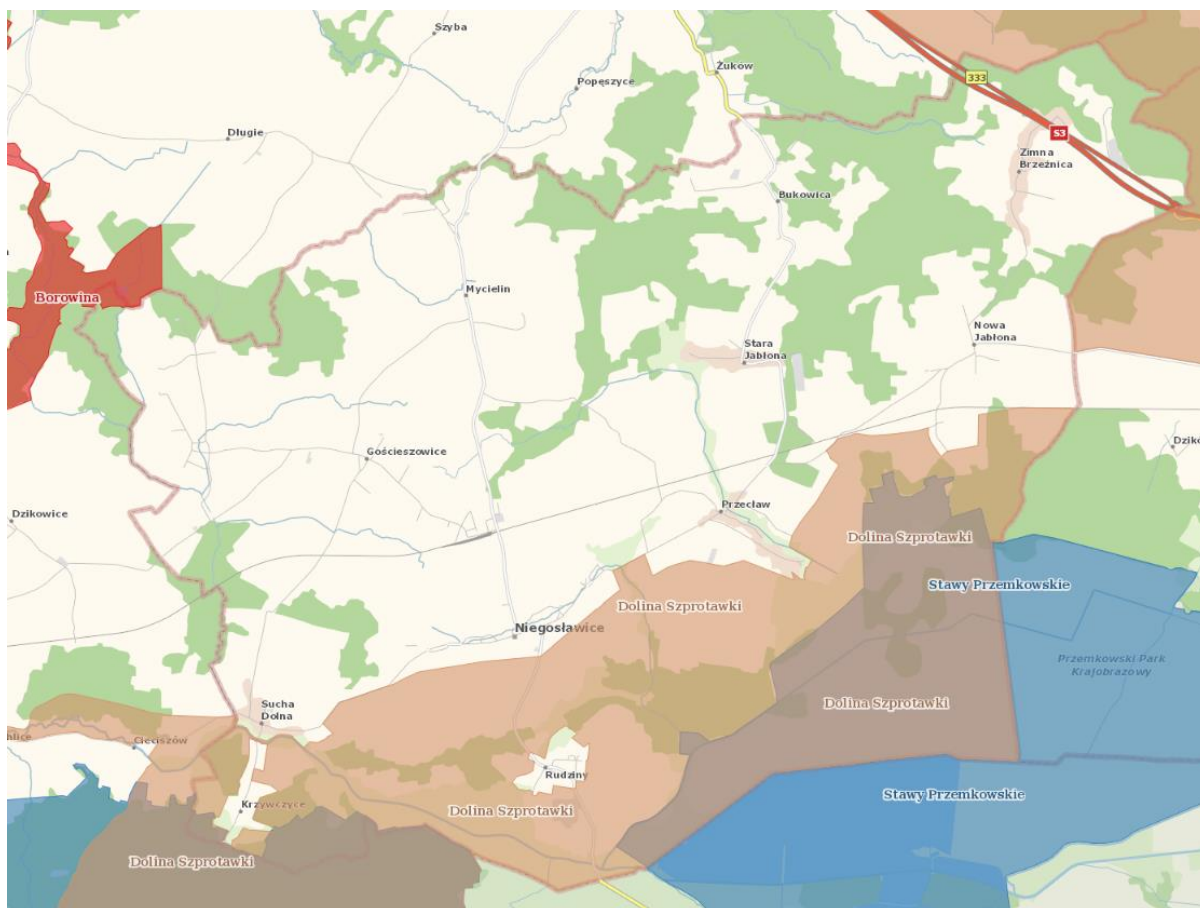 Szyba
Żuków
Popęszyce
333
S3
Długie
Zimna
Brzeźnica
Bukowica
Borowina
Mycielin
Nowa
Jabłona
Stara
Jabłona
Gościeszowice
Przecław
Dzikowice
Dolina Szprotawki
Stawy Przemkowskie
Dolina Szprotawki
Niegosławice
Przemkowski Park
Krajobrazowy
Sucha
Dolna
Dolina Szprotawki
Cieciszów
Rudziny
Stawy Przemkowskie
Krzywczyce
Dolina Szprotawki
Dolina Szprotawki